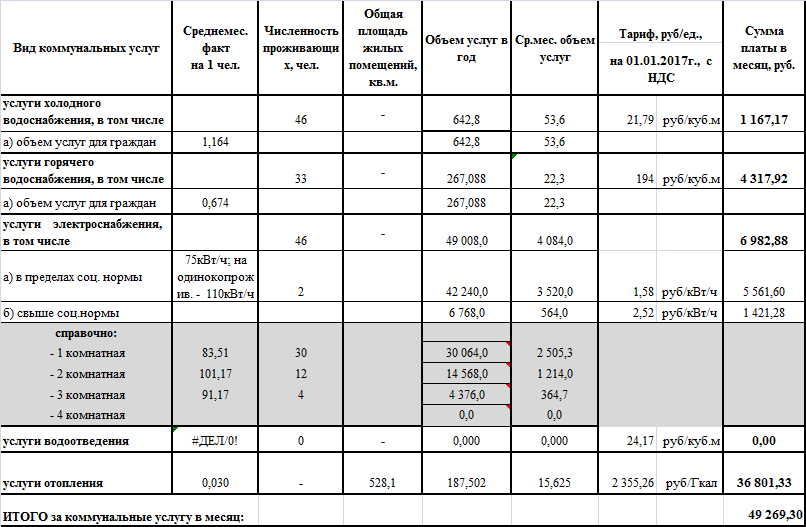 Вид коммунальных услуг
Среднемес. факт на 1 чел.
Численность проживающи х, чел.
Общая площадь жилых помещений, кв.м.
Объем услуг в год
Ср.мес. объем услуг
Тариф, руб/ед.,
на 01.01.2017г., с НДС
Сумма платы в месяц, руб.
услуги холодного
водоснабжения, в том числе 46 - 642,8 53,6 21,79 руб/куб.м 1 167,17
а) объем услуг для граждан 1,164 642,8 53,6
услуги горячего
водоснабжения, в том числе 33 - 267,088 22,3 194 руб/куб.м 4 317,92
а) объем услуг для граждан 0,674 267,088 22,3
услуги электроснабжения,
в том числе 46 - 49 008,0 4 084,0 6 982,88
а) в пределах соц. нормы 75кВт/ч; на одинокопрож ив. - 110кВт/ч 2 42 240,0 3 520,0 1,58 руб/кВт/ч 5 561,60
б) свыше соц.нормы 6 768,0 564,0 2,52 руб/кВт/ч 1 421,28
справочно:
- 1 комнатная 83,51 30 30 064,0 2 505,3
- 2 комнатная 101,17 12 14 568,0 1 214,0
- 3 комнатная 91,17 4 4 376,0 364,7
- 4 комнатная 0,0 0,0
услуги водоотведения #ДЕЛ/0! 0 - 0,000 0,000 24,17 руб/куб.м 0,00
услуги отопления 0,030 - 528,1 187,502 15,625 2 355,26 руб/Гкал 36 801,33
ИТОГО за коммунальные услугу в месяц: 49 269,30